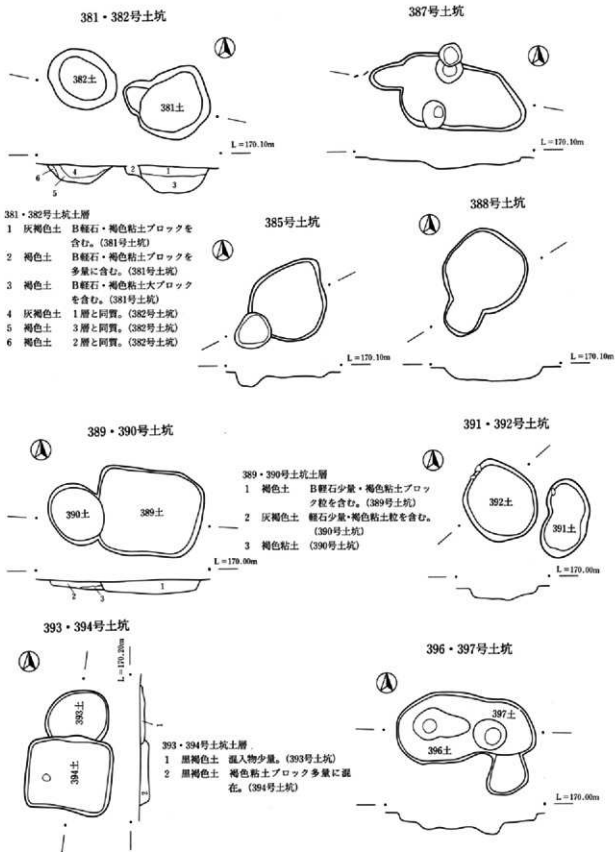 381・382号土坑
382土
381土
L=170.10m
6
4
5
2
1
3
381・382号土坑土層
1 灰褐色土 B軽石・褐色粘土ブロックを
含む。(381号土坑)
2 褐色土 B軽石・褐色粘土ブロックを
多量に含む。(381号土坑)
3 褐色土 B軽石・褐色粘土大ブロック
を含む。(381号土坑)
4 灰褐色土 1層と同質。(382号土坑)
5 褐色土 3層と同質。(382号土坑)
6 褐色土 2層と同質。(382号土坑)
387号土坑
L=170.10m
385号土坑
L=170.10m
388号土坑
L=170.10m
389・390号土坑
390土
389土
L=170.00m
2
3
1
389・390号土坑土層
1 褐色土 B軽石少量・褐色粘土ブロッ
ク粒を含む。(389号土坑)
2 灰褐色土 軽石少量・褐色粘土粒を含む。
(390号土坑)
3 褐色粘土 (390号土坑)
391・392号土坑
392土
391土
L=170.00m
393・394号土坑
L=170.20m
393土
394土
1
2
393・394号土坑土層
1 黒褐色土 混入物少量。(393号土坑)
2 黒褐色土 褐色粘土ブロック多量に混
在。(394号土坑)
396・397号土坑
397土
396土
L=170.00m